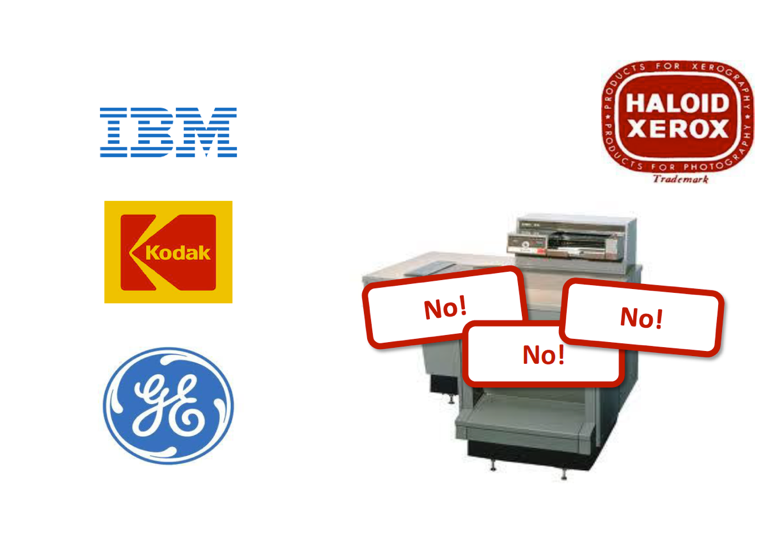 IBM
PRODUCTS FOR XEROGRAPHY
HALOID
XEROX
PRODUCTS FOR PHOTOGRAPHY
Trademark
Kodak
GE
No!
No!
No!